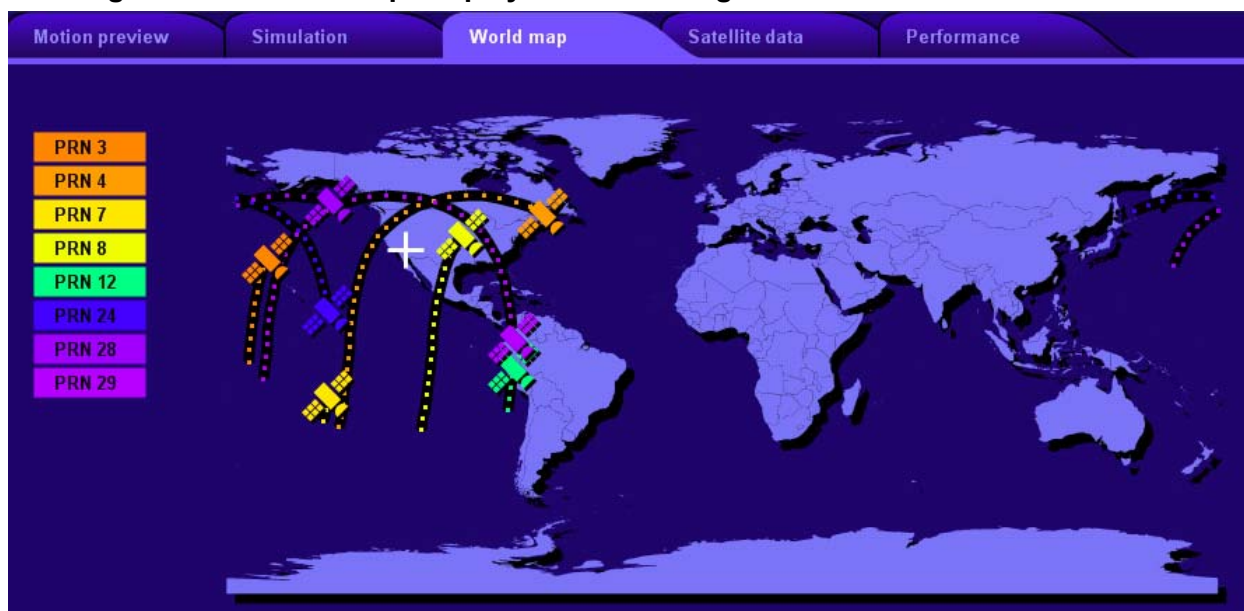 Motion preview
Simulation
World map
Satellite data
Performance
PRN 3
PRN 4
PRN 7
PRN 8
PRN 12
PRN 24
PRN 28
PRN 29